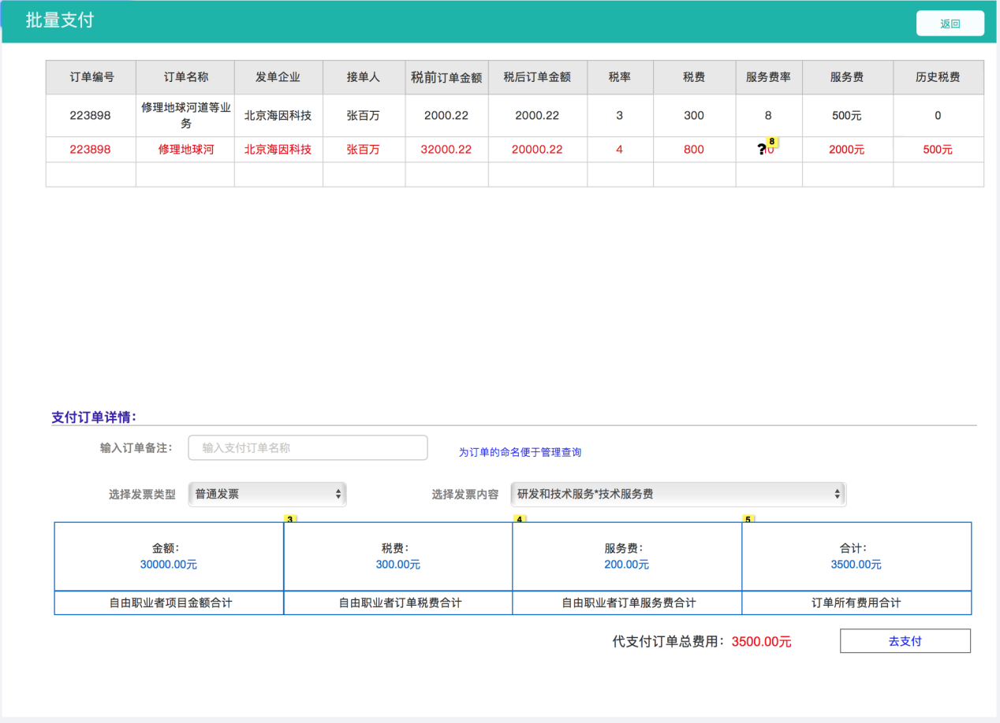 批量支付
返回
订单编号 订单名称 发单企业 接单人 税前订单金额 税后订单金额 税率 税费 服务费率 服务费 历史税费
223898 修理地球河道等业务 北京海因科技 张百万 2000.22 2000.22 3 300 8 500元 0
223898 修理地球河 北京海因科技 张百万 32000.22 20000.22 4 800 ?10 8 2000元 500元
支付订单详情：
输入订单备注： 输入支付订单名称 为订单的命名便于管理查询
选择发票类型 普通发票 选择发票内容 研发和技术服务*技术服务费
3 4 5
金额： 税费： 服务费： 合计：
30000.00元 300.00元 200.00元 3500.00元
自由职业者项目金额合计 自由职业者订单税费合计 自由职业者订单服务费合计 订单所有费用合计
代支付订单总费用：3500.00元 去支付